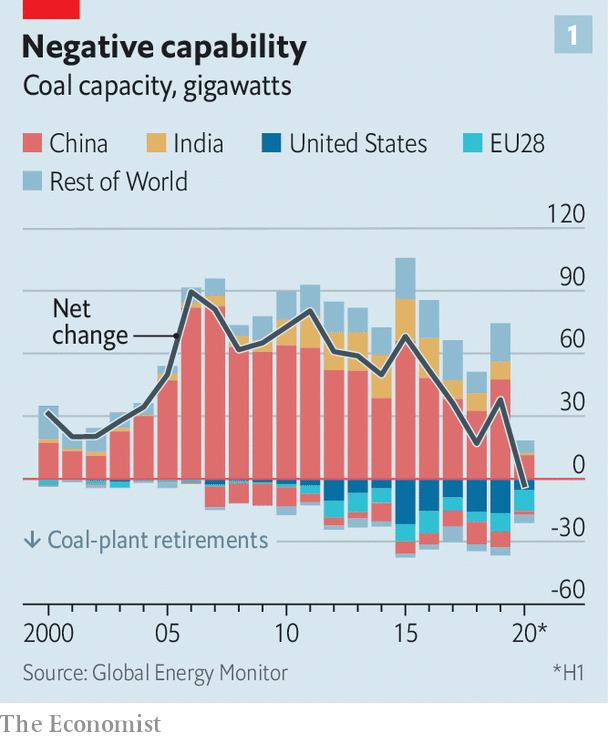 1
Negative capability
Coal capacity, gigawatts
China
India
United States
EU28
Rest of World
120
90
60
30
0
-30
-60
Net
change
↓ Coal-plant retirements
2000
05
10
15
20*
Source: Global Energy Monitor
*H1
The Economist